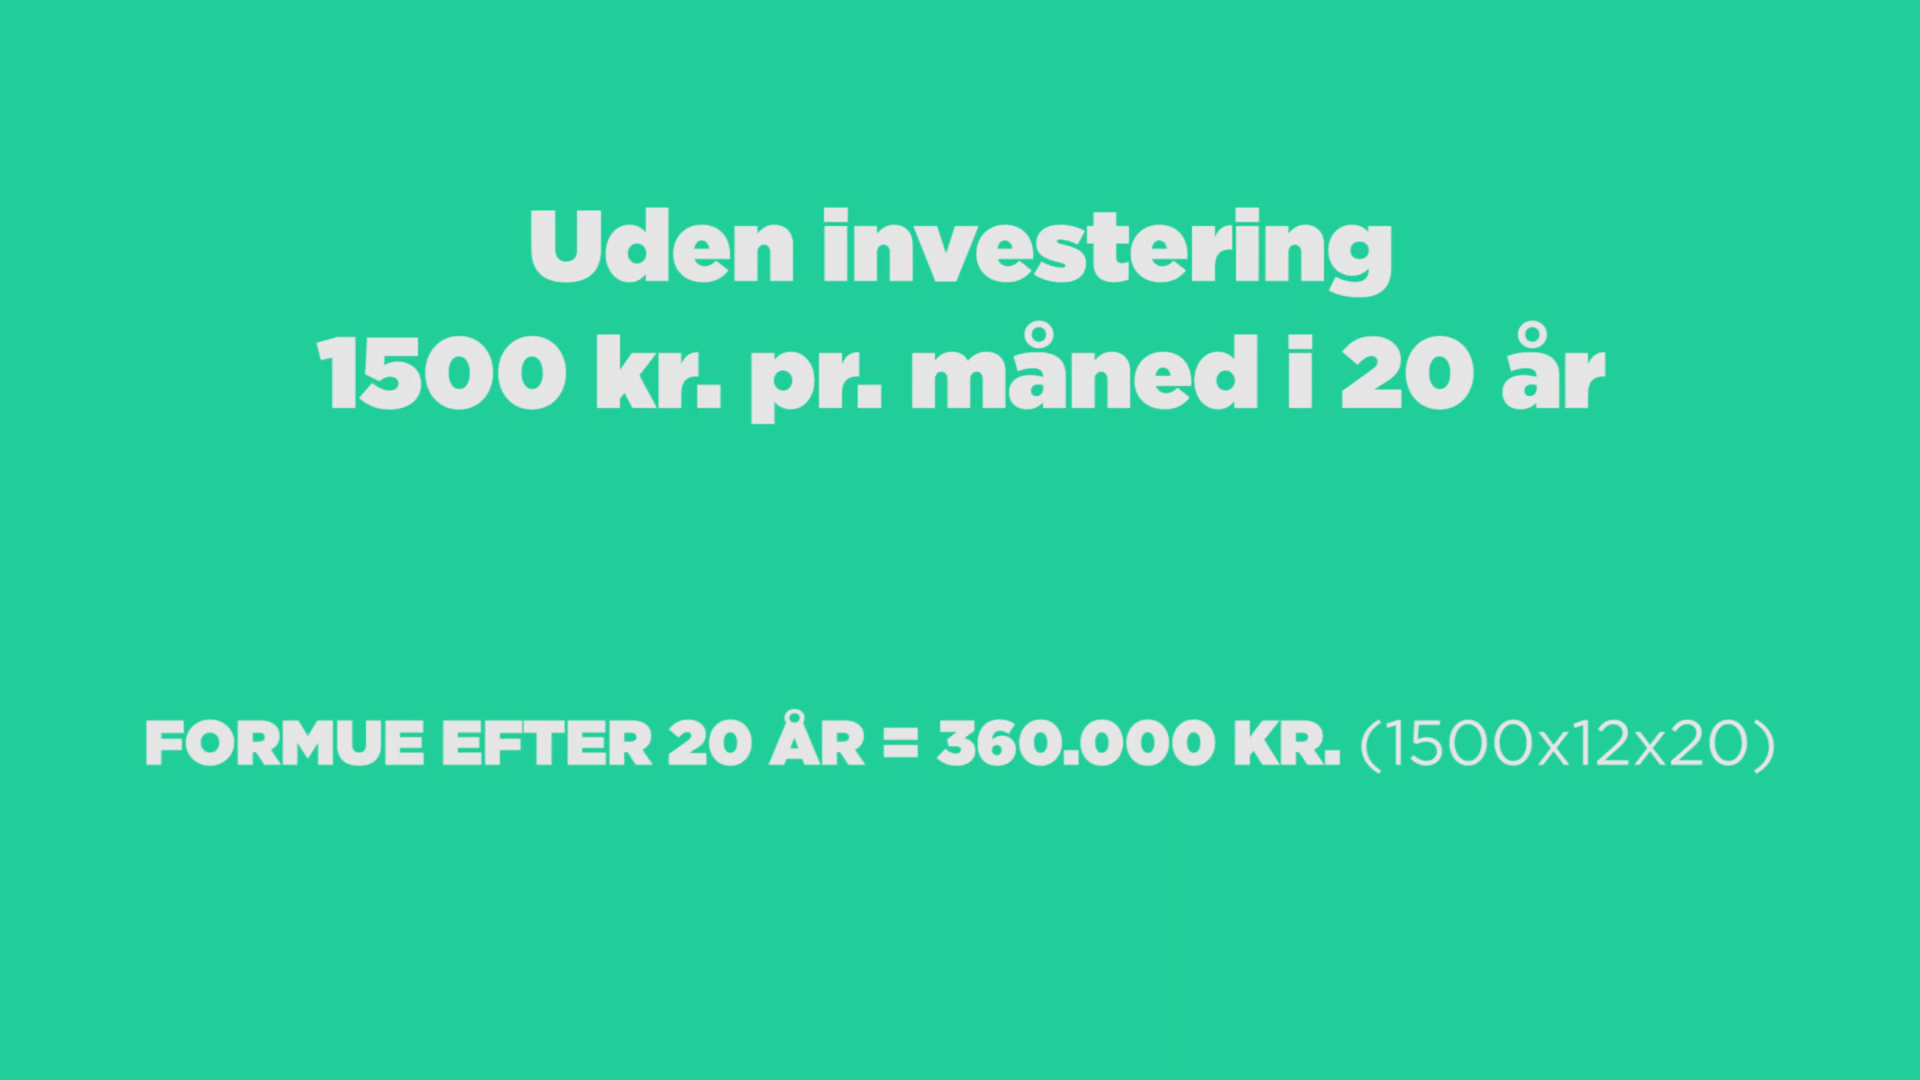 Uden investering
1500 kr. pr. måned i 20 år
FORMUE EFTER 20 ÅR = 360.000 KR. (1500x12x20)